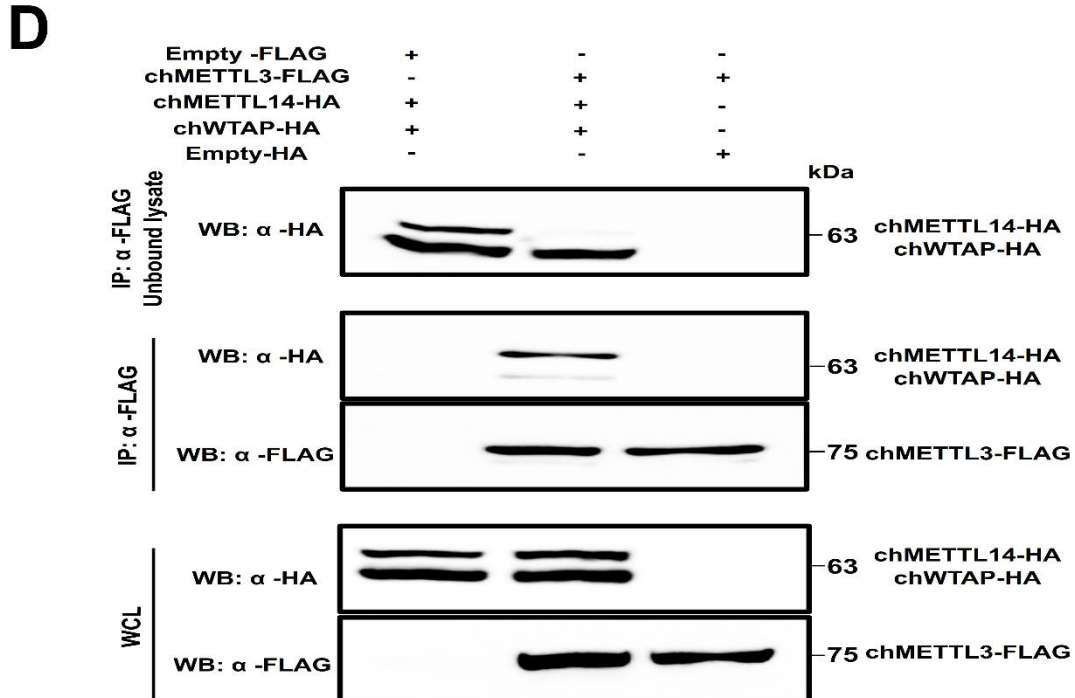 D
Empty -FLAG + - -
chMETTL3-FLAG - + +
chMETTL14-HA + + -
chWTAP-HA + + -
Empty-HA - - +
kDa
IP: α -FLAG
Unbound lysate
WB: α -HA
63
chMETTL14-HA
chWTAP-HA
IP: α -FLAG
WB: α -HA
63
chMETTL14-HA
chWTAP-HA
WB: α -FLAG
75 chMETTL3-FLAG
WCL
WB: α -HA
63
chMETTL14-HA
chWTAP-HA
WB: α -FLAG
75 chMETTL3-FLAG